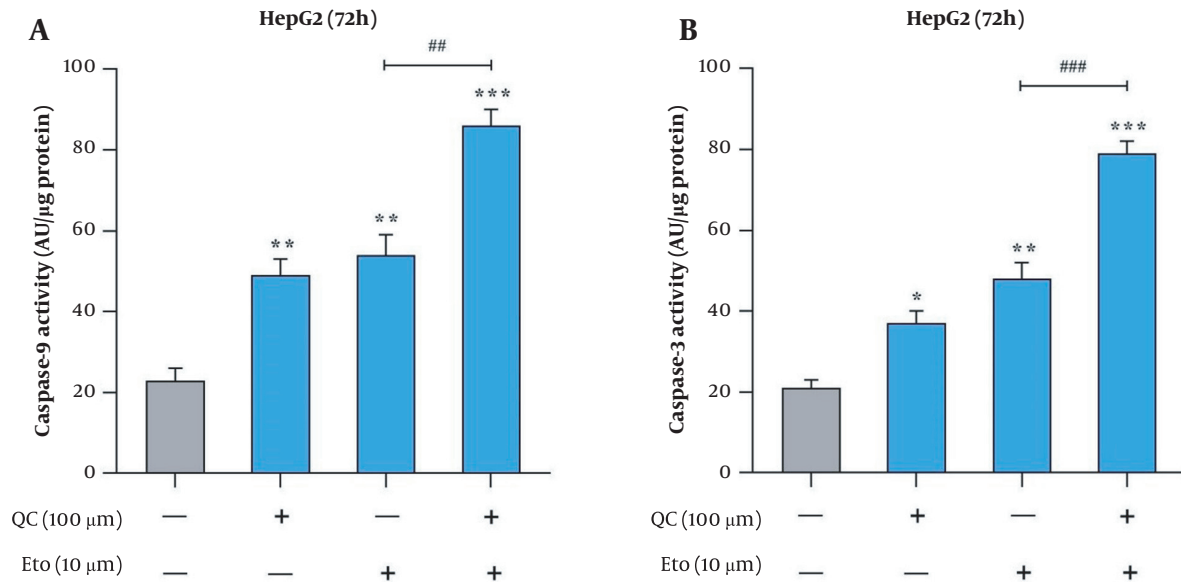 A
HepG2 (72h)
Caspase-9 activity (AU/μg protein)
100
80
60
40
20
0
**
**
***
##
QC (100 μm) — + — +
Eto (10 μm) — — + +
B
HepG2 (72h)
Caspase-3 activity (AU/μg protein)
100
80
60
40
20
0
*
**
***
###
QC (100 μm) — + — +
Eto (10 μm) — — + +